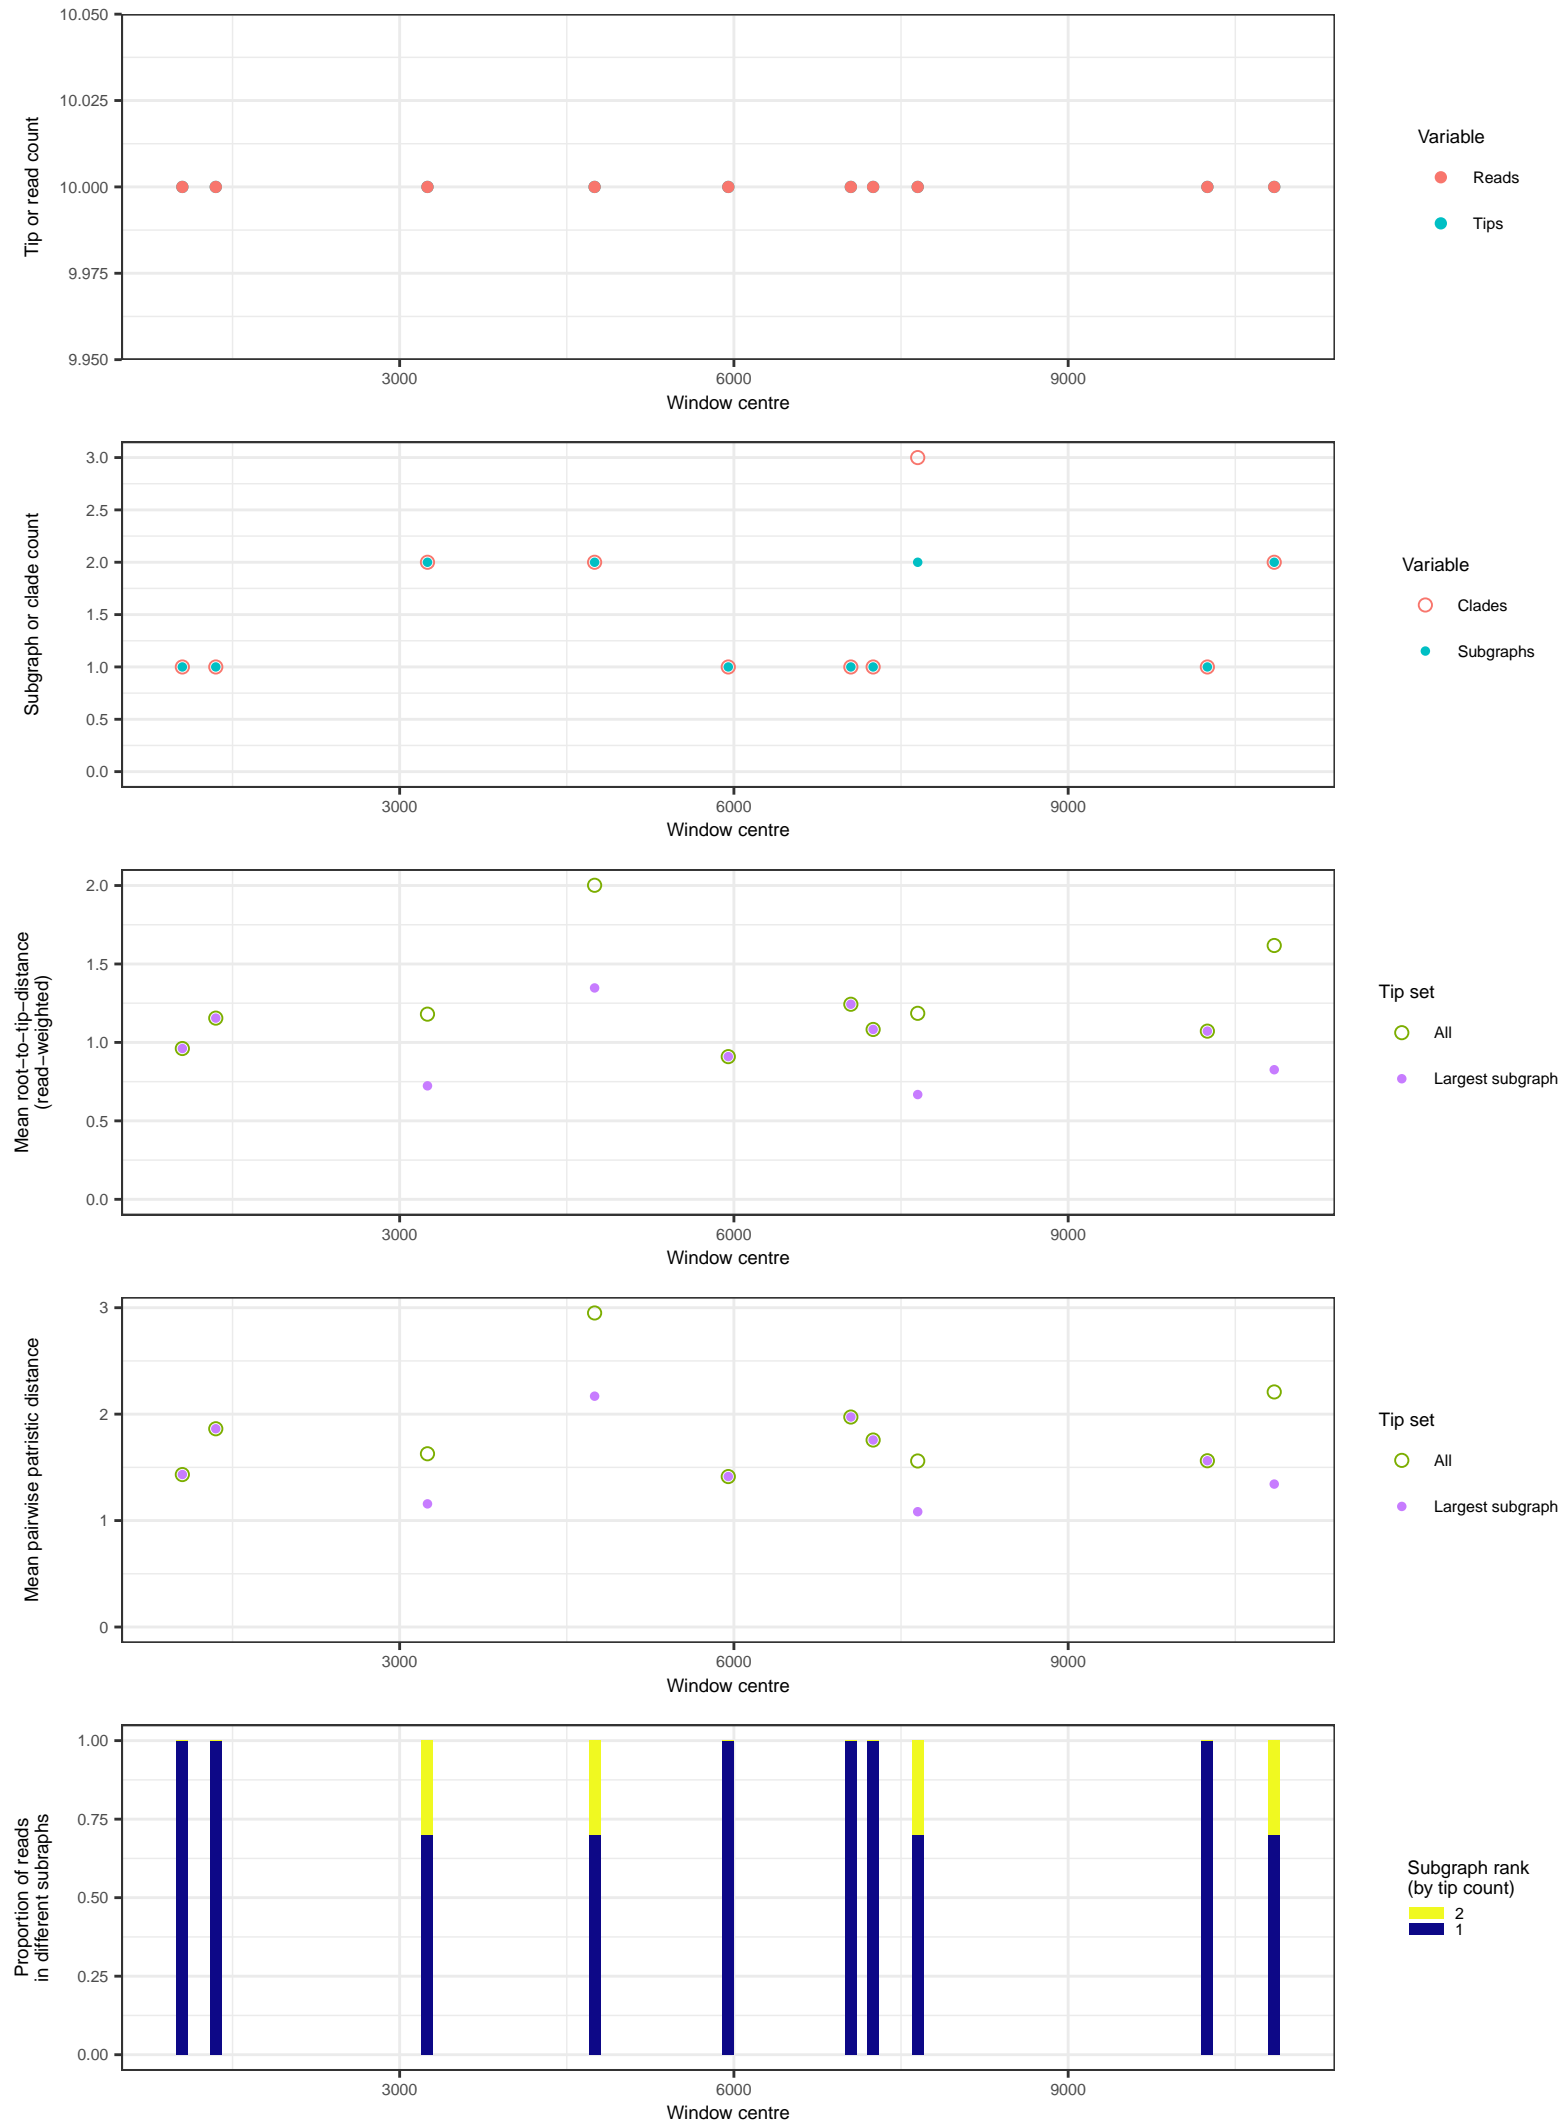 10.050
10.025
10.000
9.975
9.950
Tip or read count
3000 6000 9000
Window centre
Variable
Reads
Tips
3.0
2.5
2.0
1.5
1.0
0.5
0.0
Subgraph or clade count
3000 6000 9000
Window centre
Variable
Clades
Subgraphs
2.0
1.5
1.0
0.5
0.0
Mean root−to−tip−distance
(read−weighted)
3000 6000 9000
Window centre
Tip set
All
Largest subgraph
3
2
1
0
Mean pairwise patristic distance
3000 6000 9000
Window centre
Tip set
All
Largest subgraph
1.00
0.75
0.50
0.25
0.00
Proportion of reads
in different subraphs
3000 6000 9000
Window centre
Subgraph rank
(by tip count)
2
1